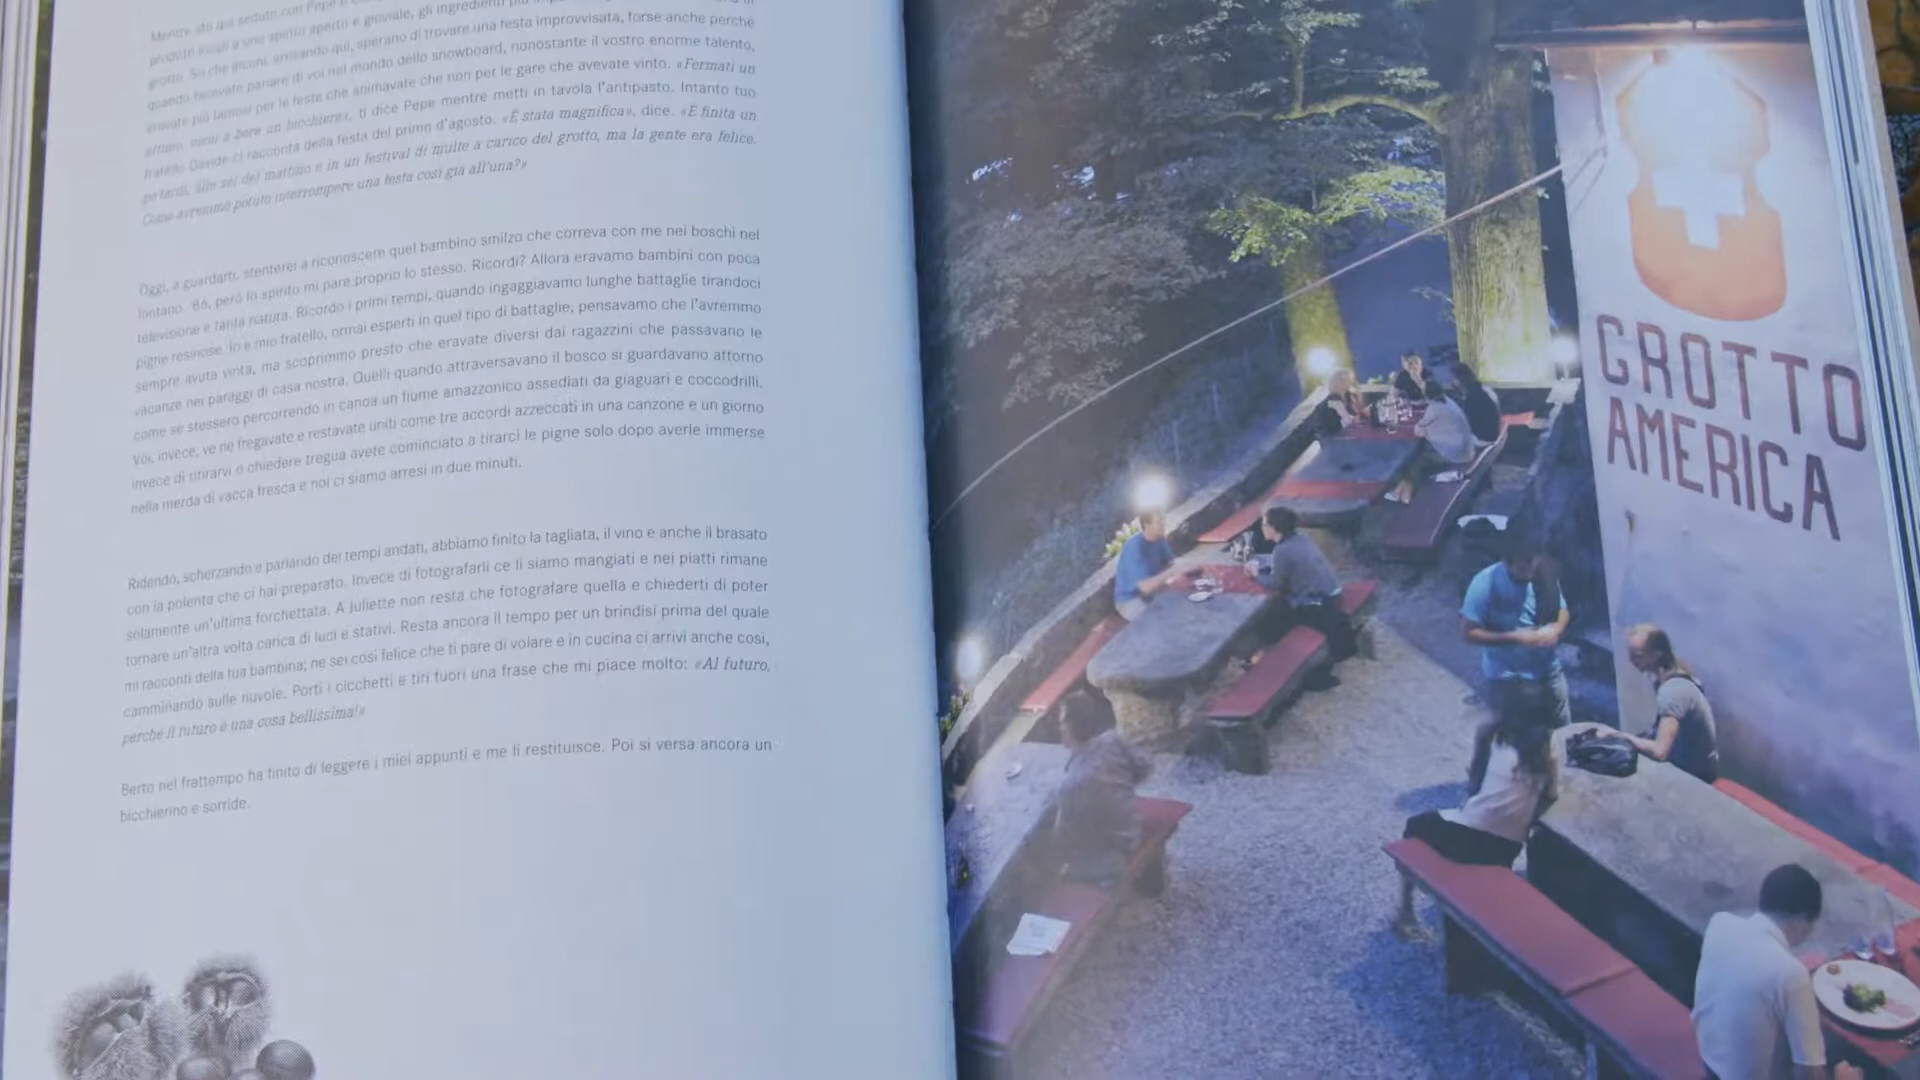 Mentre sto qui seduto con Pepe e
grotto. So che alcuni, arrivando qui, sperano di trovare una festa improvvisata, forse anche perché
quando facevate parlare di voi nel mondo dello snowboard, nonostante il vostro enorme talento,
eravate più famosi per le feste che animavate che non per le gare che avevate vinto. «Fermati un
attimo, vieni a bere un bicchiere», ti dice Pepe mentre metti in tavola l'antipasto. Intanto tuo
fratello Davide ci racconta della festa del primo d'agosto. «È stata magnifica», dice. «È finita un
po' tardi, alle sei del mattino e in un festival di multe a carico del grotto, ma la gente era felice.
Come avremmo potuto interrompere una festa così già all'una?»
Oggi, a guardarti, stenterei a riconoscere quel bambino smilzo che correva con me nei boschi nel
lontano '86, però lo spirito mi pare proprio lo stesso. Ricordi? Allora eravamo bambini con poca
televisione e tanta natura. Ricordo i primi tempi, quando ingaggiavamo lunghe battaglie tirandoci
pigne resinose. Io e mio fratello, ormai esperti in quel tipo di battaglie, pensavamo che l'avremmo
sempre avuta vinta, ma scoprimmo presto che eravate diversi dai ragazzini che passavano le
vacanze nei paraggi di casa nostra. Quelli quando attraversavano il bosco si guardavano attorno
come se stessero percorrendo in canoa un fiume amazzonico assediati da giaguari e coccodrilli.
Voi, invece, ve ne fregavate e restavate uniti come tre accordi azzeccati in una canzone e un giorno
invece di ritirarvi o chiedere tregua avete cominciato a tirarci le pigne solo dopo averle immerse
nella merda di vacca fresca e noi ci siamo arresi in due minuti.
Ridendo, scherzando e parlando dei tempi andati, abbiamo finito la tagliata, il vino e anche il brasato
con la polenta che ci hai preparato. Invece di fotografarli ce li siamo mangiati e nei piatti rimane
solamente un'ultima forchettata. A Juliette non resta che fotografare quella e chiederti di poter
tornare un'altra volta carica di luci e stativi. Resta ancora il tempo per un brindisi prima del quale
mi racconti della tua bambina; ne sei così felice che ti pare di volare e in cucina ci arrivi anche così,
camminando sulle nuvole. Porti i cicchetti e tiri fuori una frase che mi piace molto: «Al futuro,
perché il futuro è una cosa bellissima!»
Berto nel frattempo ha finito di leggere i miei appunti e me li restituisce. Poi si versa ancora un
bicchierino e sorride.
GROTTO
AMERICA